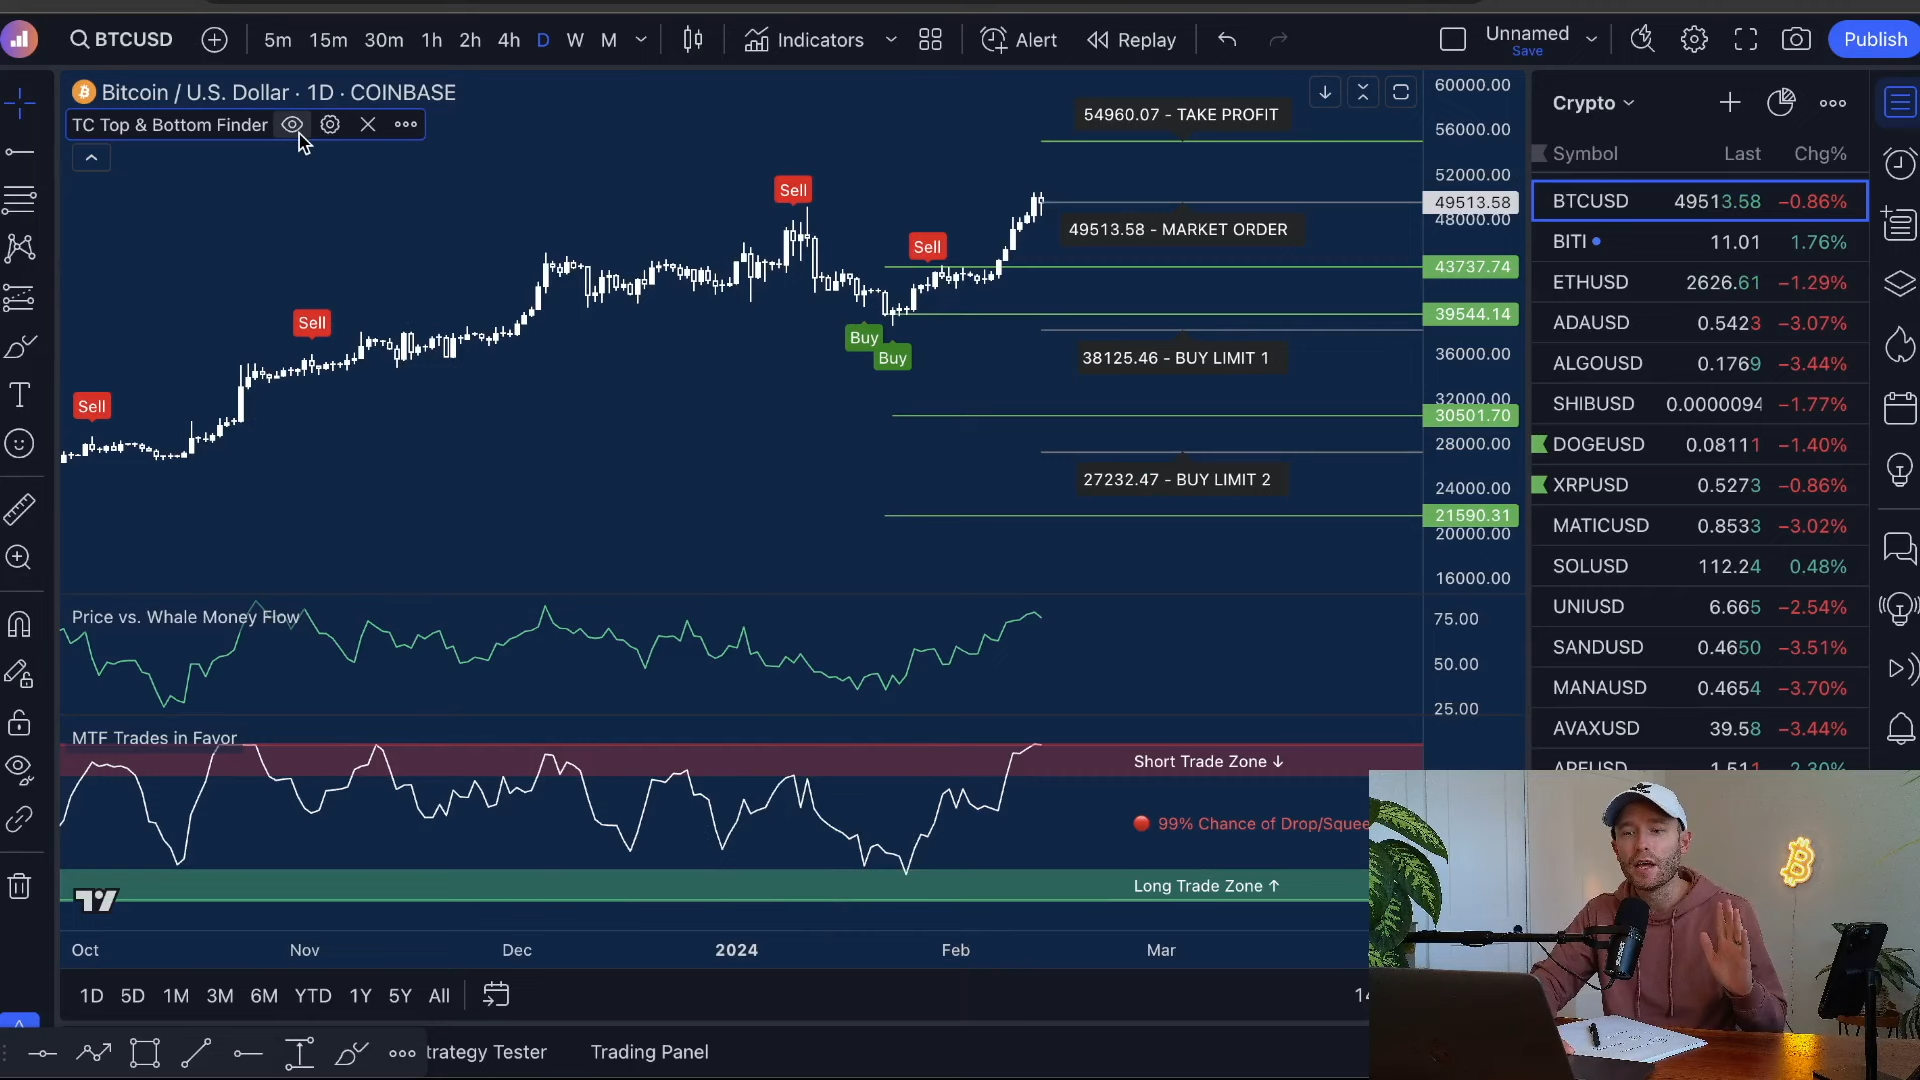 BTCUSD
5m 15m 30m 1h 2h 4h D W M
Indicators
Alert
Replay
Unnamed
Save
Publish
Bitcoin / U.S. Dollar · 1D · COINBASE
TC Top & Bottom Finder
54960.07 - TAKE PROFIT
49513.58 - MARKET ORDER
38125.46 - BUY LIMIT 1
27232.47 - BUY LIMIT 2
Sell
Sell
Sell
Sell
Buy
Buy
60000.00
56000.00
52000.00
49513.58
48000.00
43737.74
39544.14
36000.00
32000.00
30501.70
28000.00
24000.00
21590.31
20000.00
16000.00
Price vs. Whale Money Flow
75.00
50.00
25.00
MTF Trades in Favor
Short Trade Zone ↓
99% Chance of Drop/Squee
Long Trade Zone ↑
Oct Nov Dec 2024 Feb Mar
1D 5D 1M 3M 6M YTD 1Y 5Y All
14
trategy Tester
Trading Panel
Crypto
Symbol Last Chg%
BTCUSD 49513.58 −0.86%
BITI 11.01 1.76%
ETHUSD 2626.61 −1.29%
ADAUSD 0.5423 −3.07%
ALGOUSD 0.1769 −3.44%
SHIBUSD 0.0000094 −1.77%
DOGEUSD 0.08111 −1.40%
XRPUSD 0.5273 −0.86%
MATICUSD 0.8533 −3.02%
SOLUSD 112.24 0.48%
UNIUSD 6.665 −2.54%
SANDUSD 0.4650 −3.51%
MANAUSD 0.4654 −3.70%
AVAXUSD 39.58 −3.44%